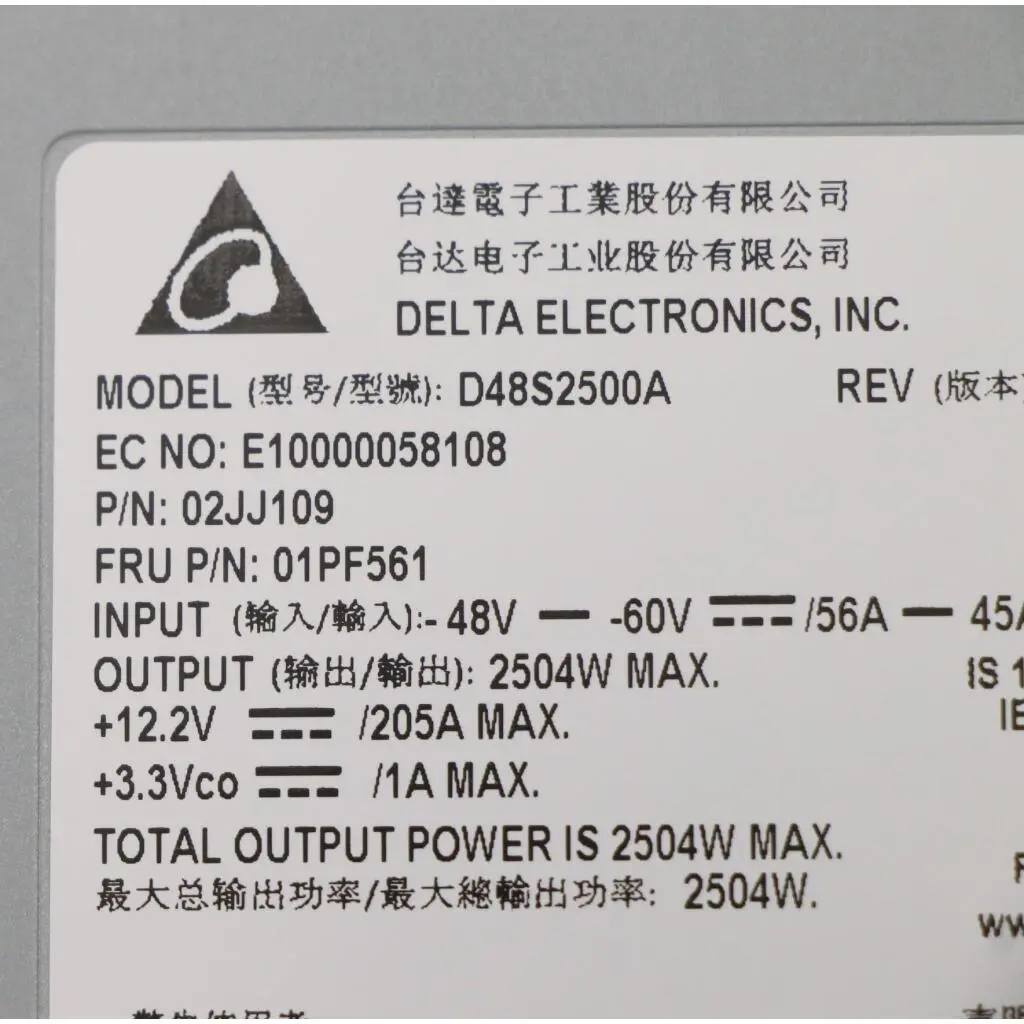 台達電子工業股份有限公司
台达电子工业股份有限公司
DELTA ELECTRONICS, INC.
MODEL (型号/型號): D48S2500A REV (版本)
EC NO: E10000058108
P/N: 02JJ109
FRU P/N: 01PF561
INPUT (输入/輸入):- 48V — -60V ⎓ /56A — 45A
OUTPUT (输出/輸出): 2504W MAX. IS 1
+12.2V ⎓ /205A MAX. IE
+3.3Vco ⎓ /1A MAX.
TOTAL OUTPUT POWER IS 2504W MAX.
最大总输出功率/最大總輸出功率: 2504W.
ww